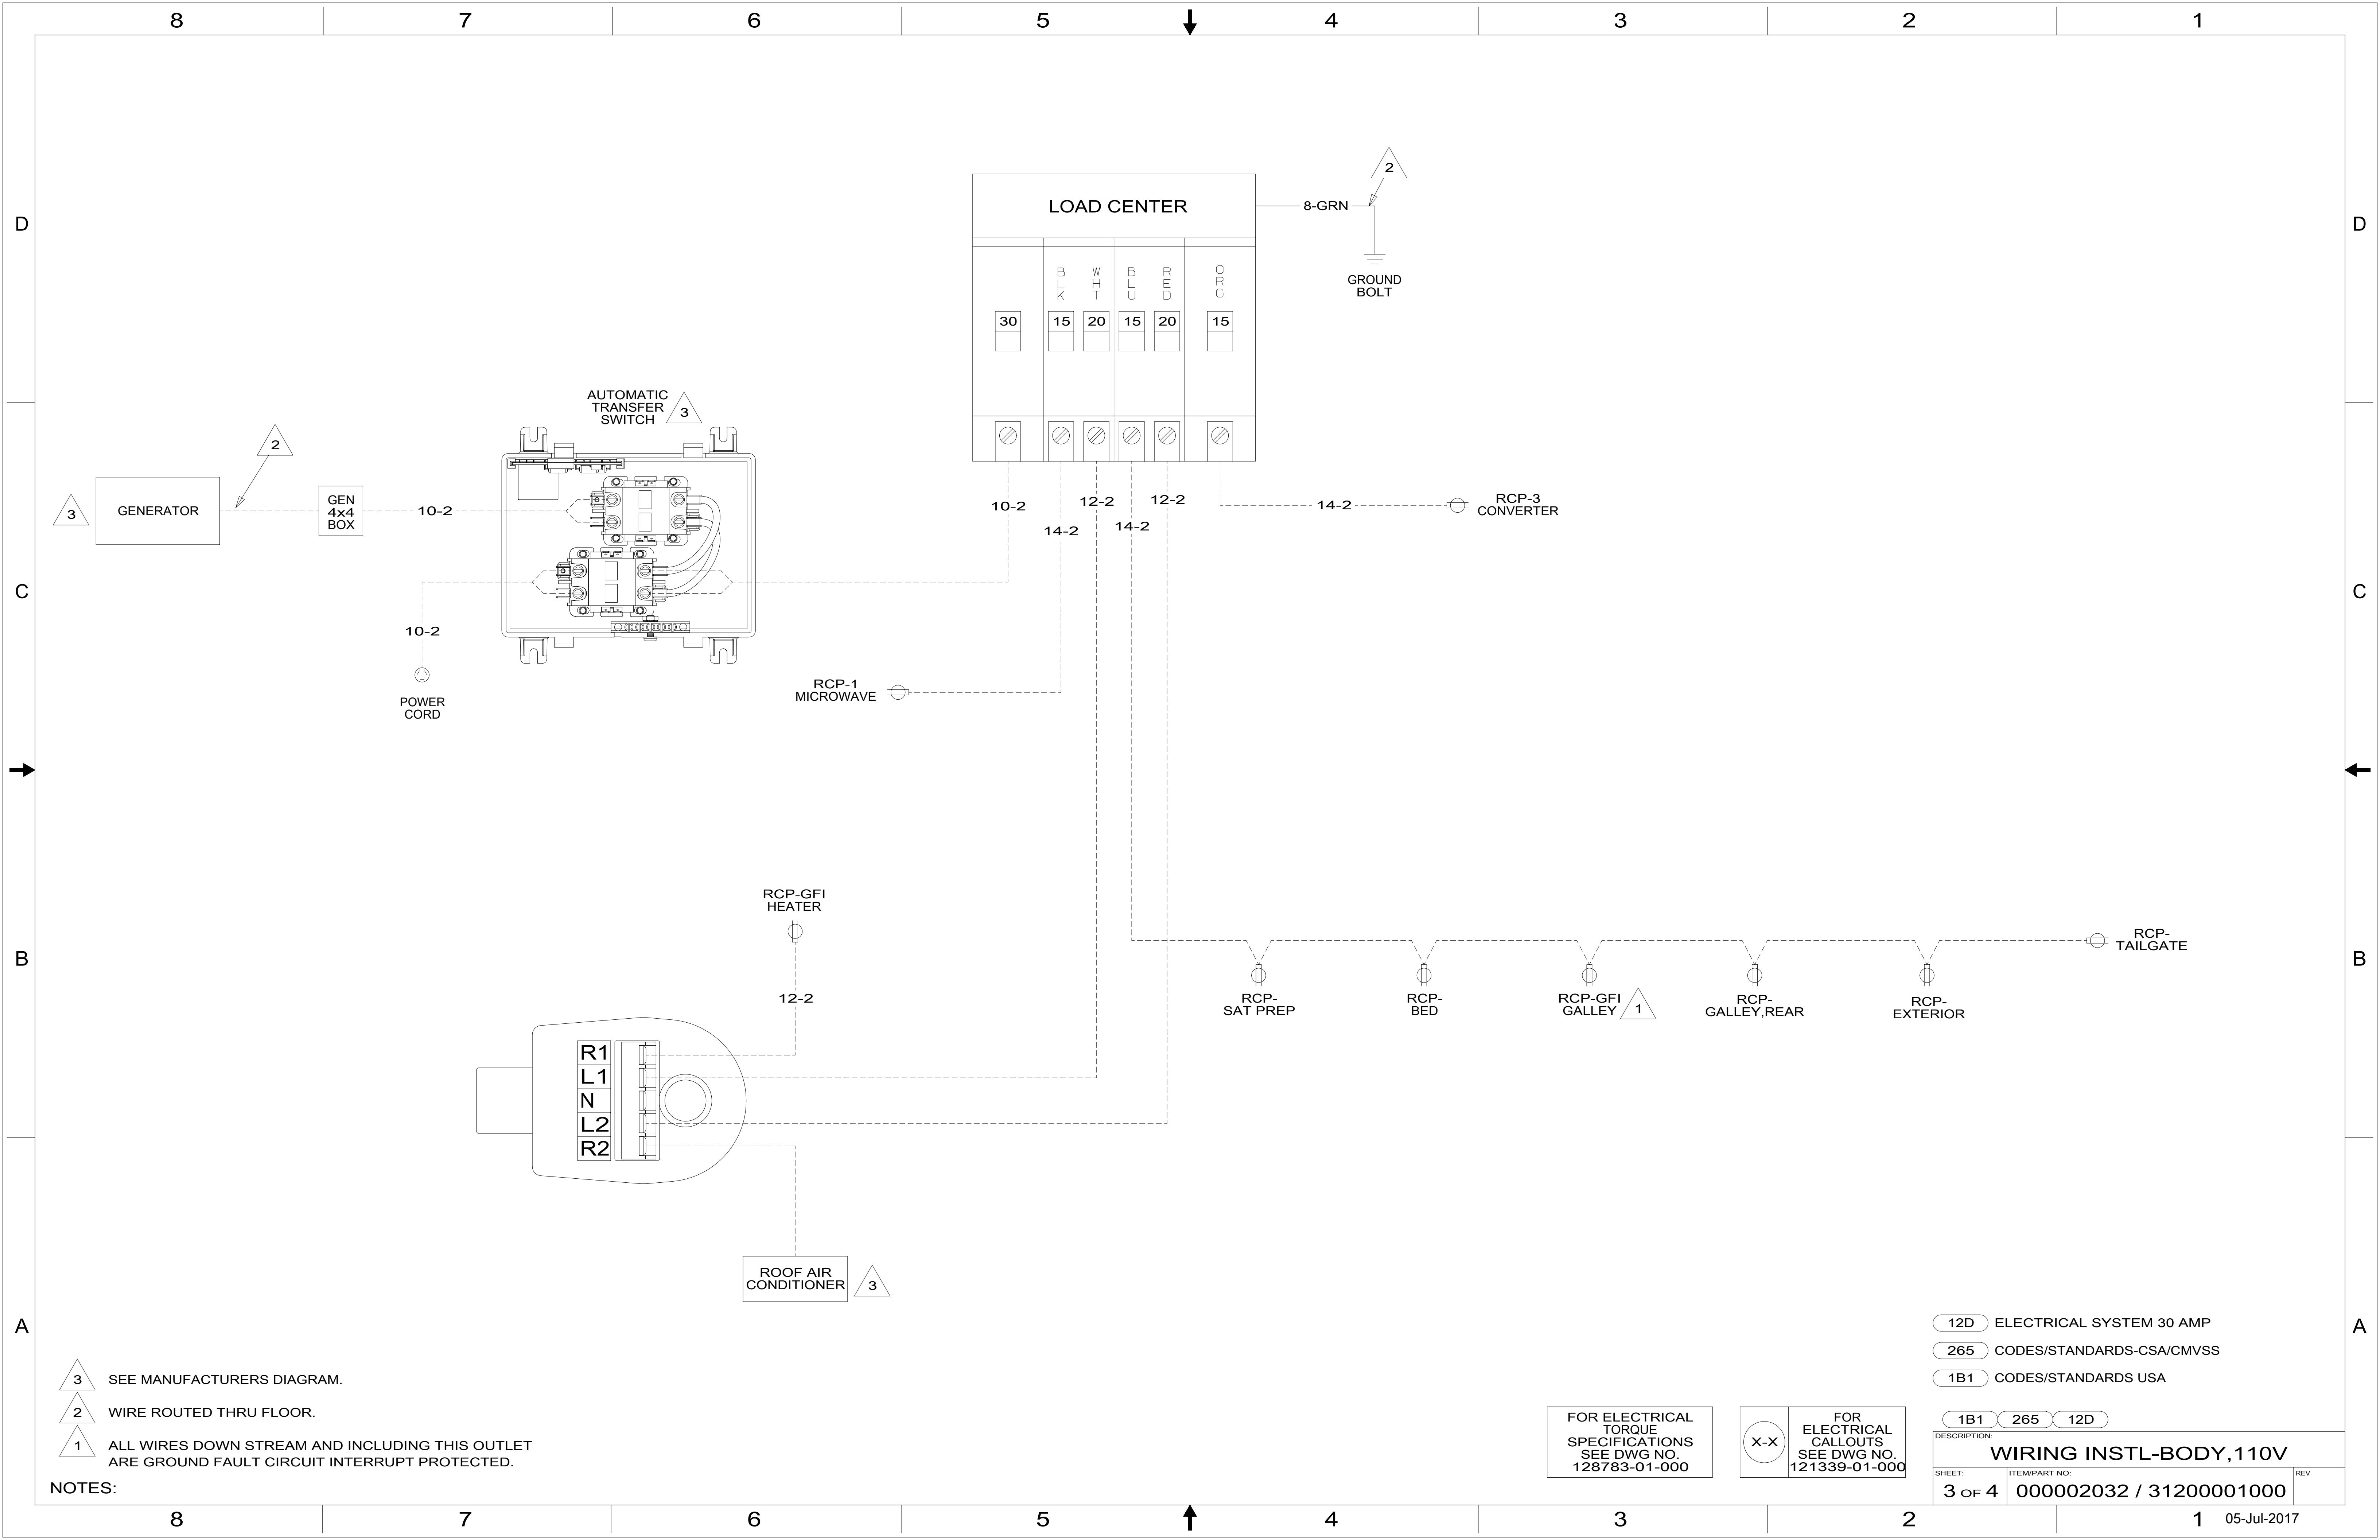 8 7 6 5 4 3 2 1
D D
C C
B B
A A
LOAD CENTER
8-GRN
2
GROUND
BOLT
BLK WHT BLU RED ORG
30 15 20 15 20 15
AUTOMATIC
TRANSFER
SWITCH
3
2
3
GENERATOR
GEN
4x4
BOX
10-2
10-2
POWER
CORD
10-2
14-2
12-2
14-2
12-2
14-2
RCP-3
CONVERTER
RCP-1
MICROWAVE
RCP-GFI
HEATER
12-2
R1
L1
N
L2
R2
ROOF AIR
CONDITIONER
3
RCP-
SAT PREP
RCP-
BED
RCP-GFI
GALLEY
1
RCP-
GALLEY,REAR
RCP-
EXTERIOR
RCP-
TAILGATE
3 SEE MANUFACTURERS DIAGRAM.
2 WIRE ROUTED THRU FLOOR.
1 ALL WIRES DOWN STREAM AND INCLUDING THIS OUTLET
ARE GROUND FAULT CIRCUIT INTERRUPT PROTECTED.
NOTES:
FOR ELECTRICAL
TORQUE
SPECIFICATIONS
SEE DWG NO.
128783-01-000
X-X
FOR
ELECTRICAL
CALLOUTS
SEE DWG NO.
121339-01-000
12D ELECTRICAL SYSTEM 30 AMP
265 CODES/STANDARDS-CSA/CMVSS
1B1 CODES/STANDARDS USA
1B1 265 12D
DESCRIPTION:
WIRING INSTL-BODY,110V
SHEET:
3 OF 4
ITEM/PART NO:
000002032 / 31200001000
REV
8 7 6 5 4 3 2 1
05-Jul-2017